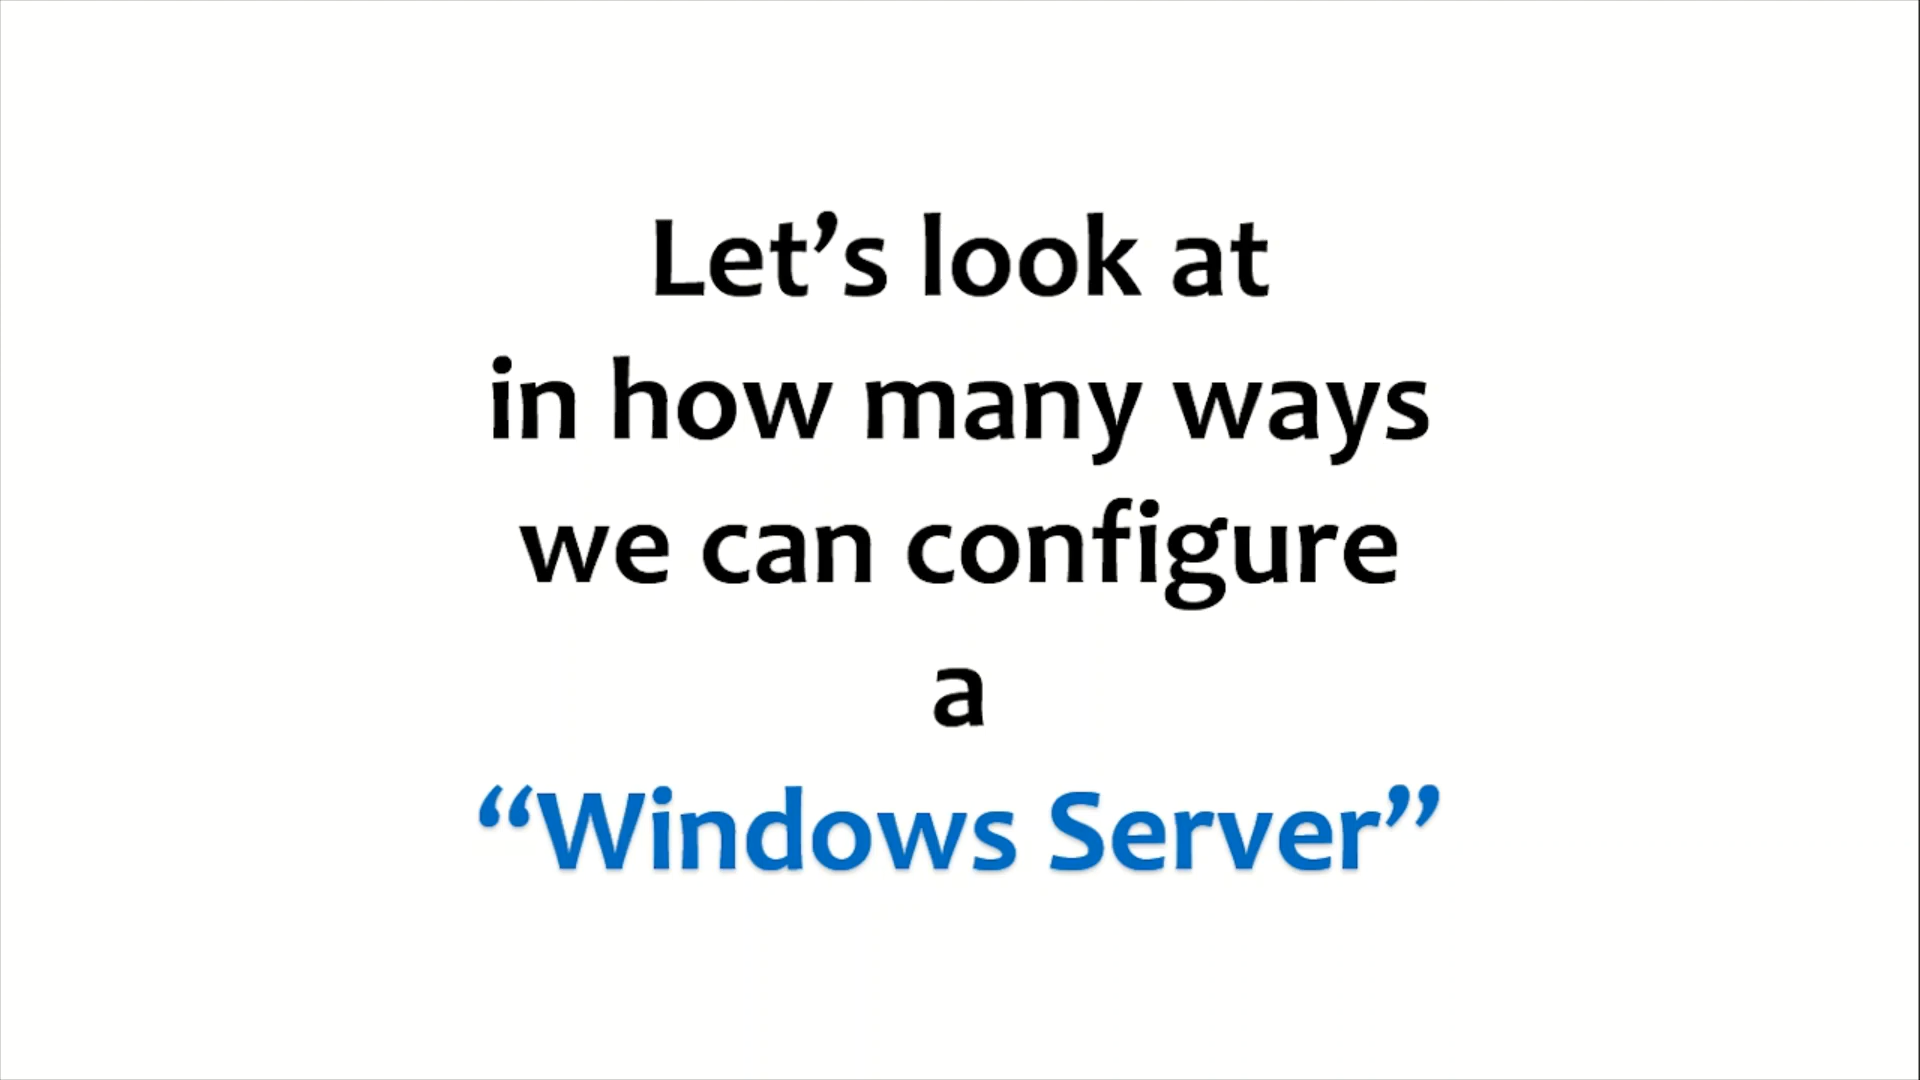 Let’s look at
in how many ways
we can configure
a
“Windows Server”